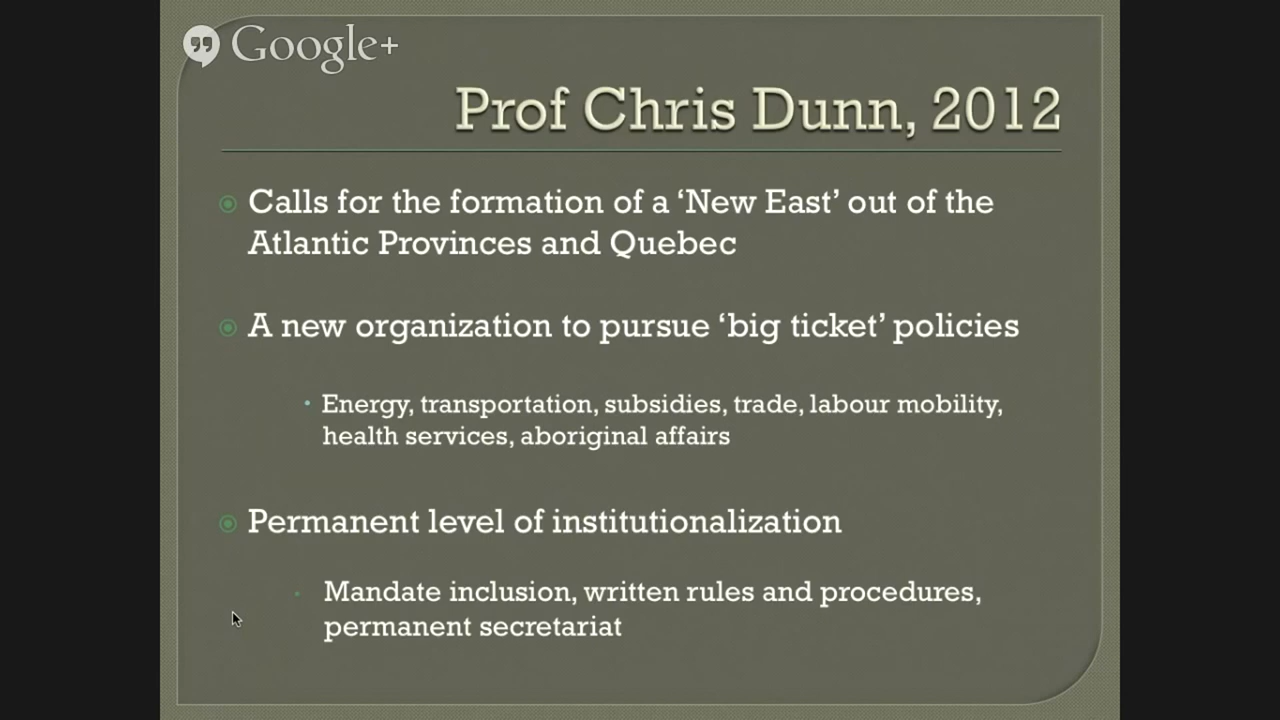 Google+
Prof Chris Dunn, 2012
Calls for the formation of a ‘New East’ out of the
Atlantic Provinces and Quebec
A new organization to pursue ‘big ticket’ policies
Energy, transportation, subsidies, trade, labour mobility,
health services, aboriginal affairs
Permanent level of institutionalization
Mandate inclusion, written rules and procedures,
permanent secretariat